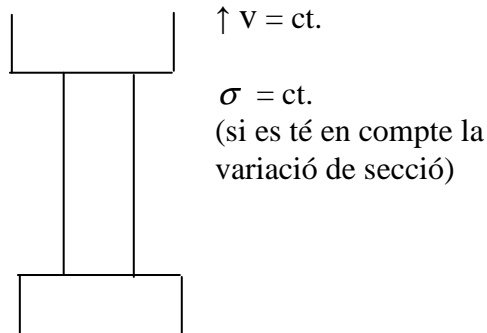 ↑ v = ct.
σ = ct.
(si es té en compte la
variació de secció)